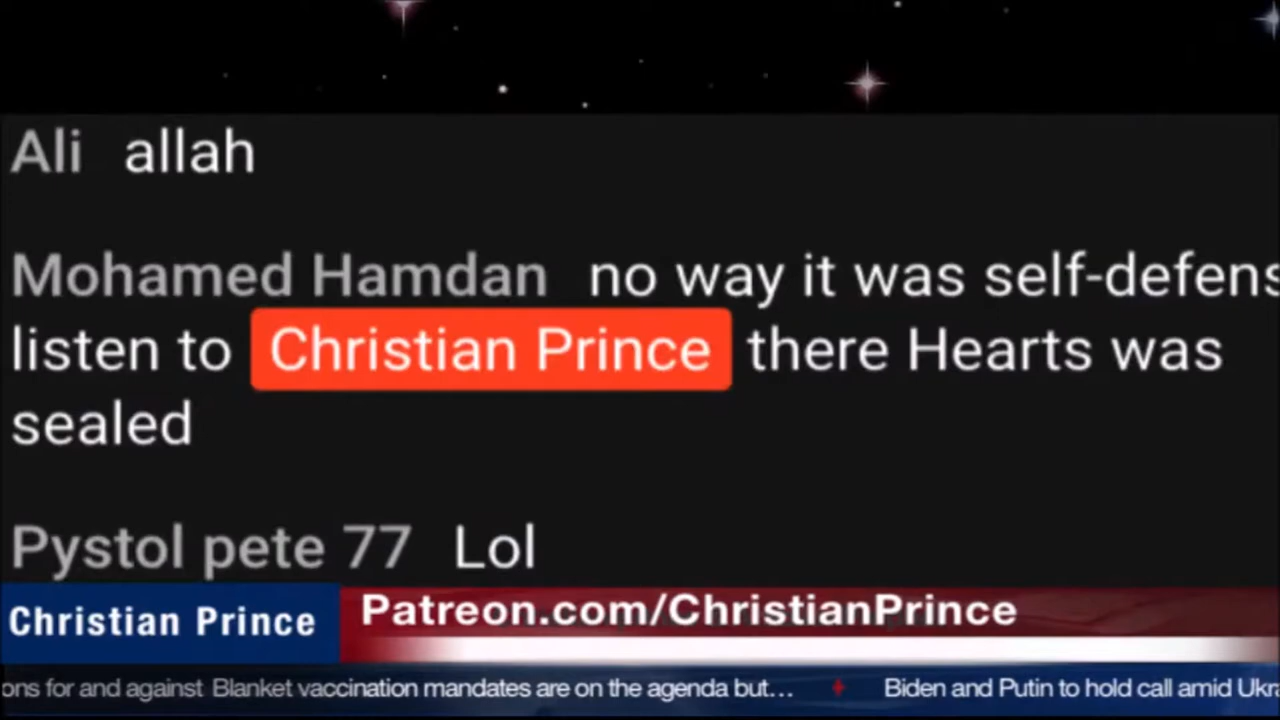 Ali allah
Mohamed Hamdan no way it was self-defens
listen to Christian Prince there Hearts was
sealed
Pystol pete 77 Lol
Christian Prince
Patreon.com/ChristianPrince
ons for and against Blanket vaccination mandates are on the agenda but… Biden and Putin to hold call amid Ukra